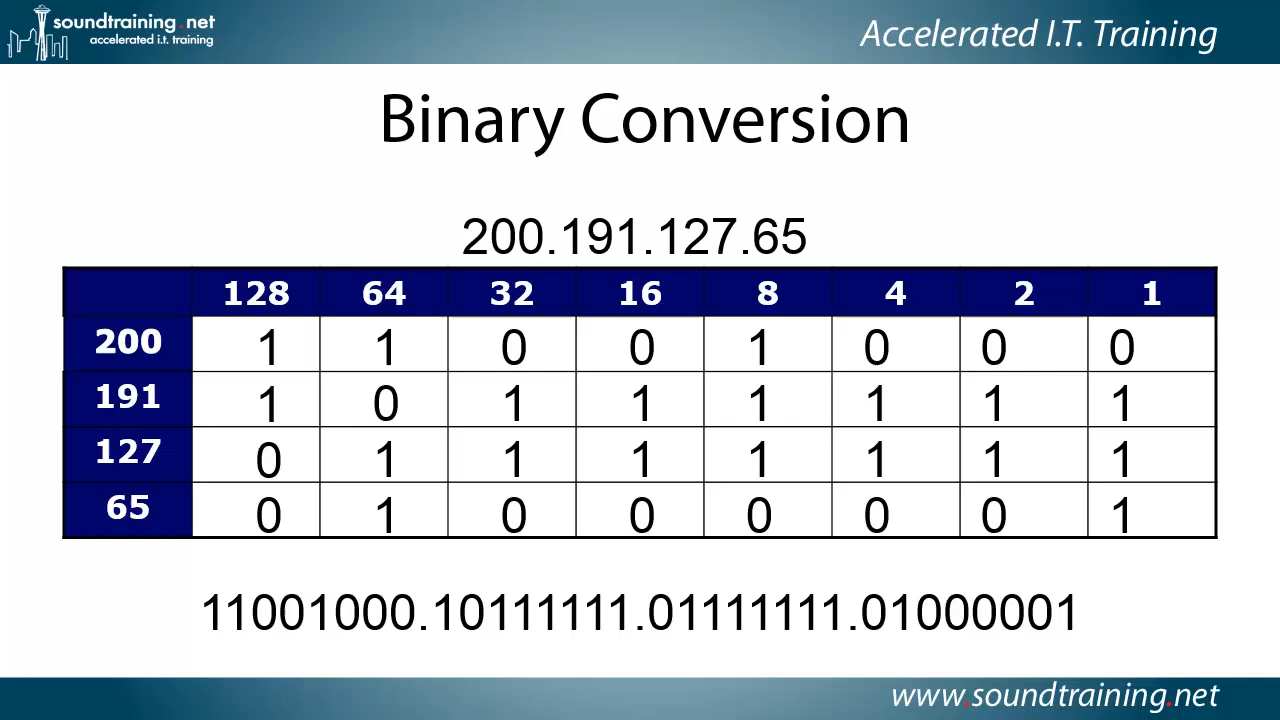 soundtraining.net
accelerated i.t. training
Accelerated I.T. Training
Binary Conversion
200.191.127.65
128 64 32 16 8 4 2 1
200 1 1 0 0 1 0 0 0
191 1 0 1 1 1 1 1 1
127 0 1 1 1 1 1 1 1
65 0 1 0 0 0 0 0 1
11001000.10111111.01111111.01000001
www.soundtraining.net